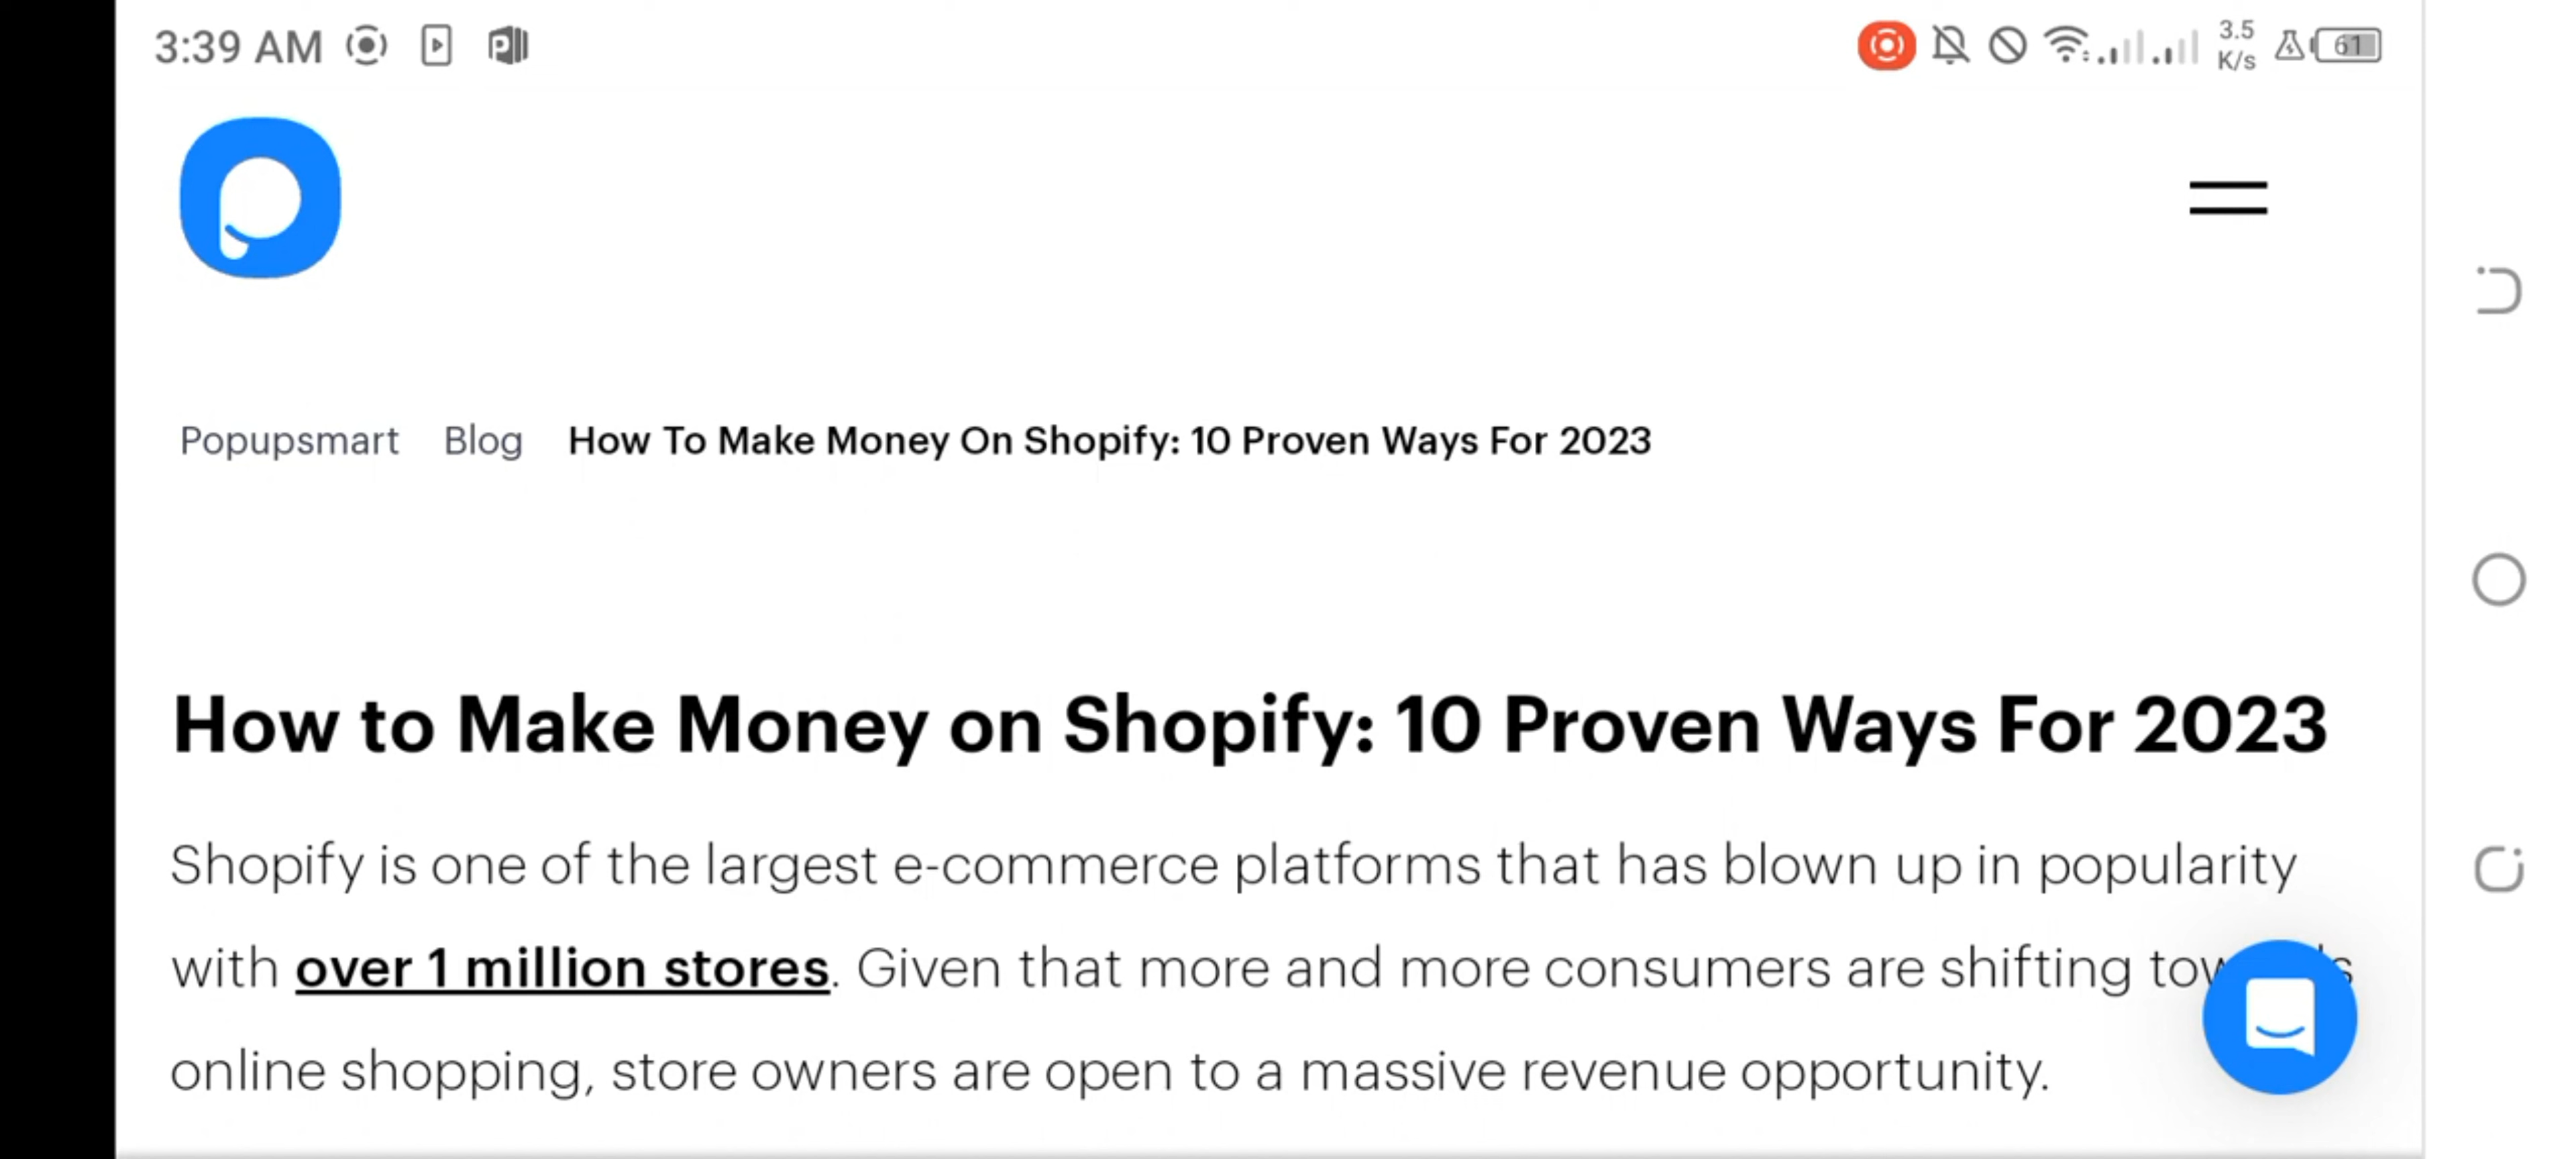 3:39 AM
3.5
K/s
61
Popupsmart Blog How To Make Money On Shopify: 10 Proven Ways For 2023
How to Make Money on Shopify: 10 Proven Ways For 2023
Shopify is one of the largest e-commerce platforms that has blown up in popularity
with over 1 million stores. Given that more and more consumers are shifting
online shopping, store owners are open to a massive revenue opportunity.